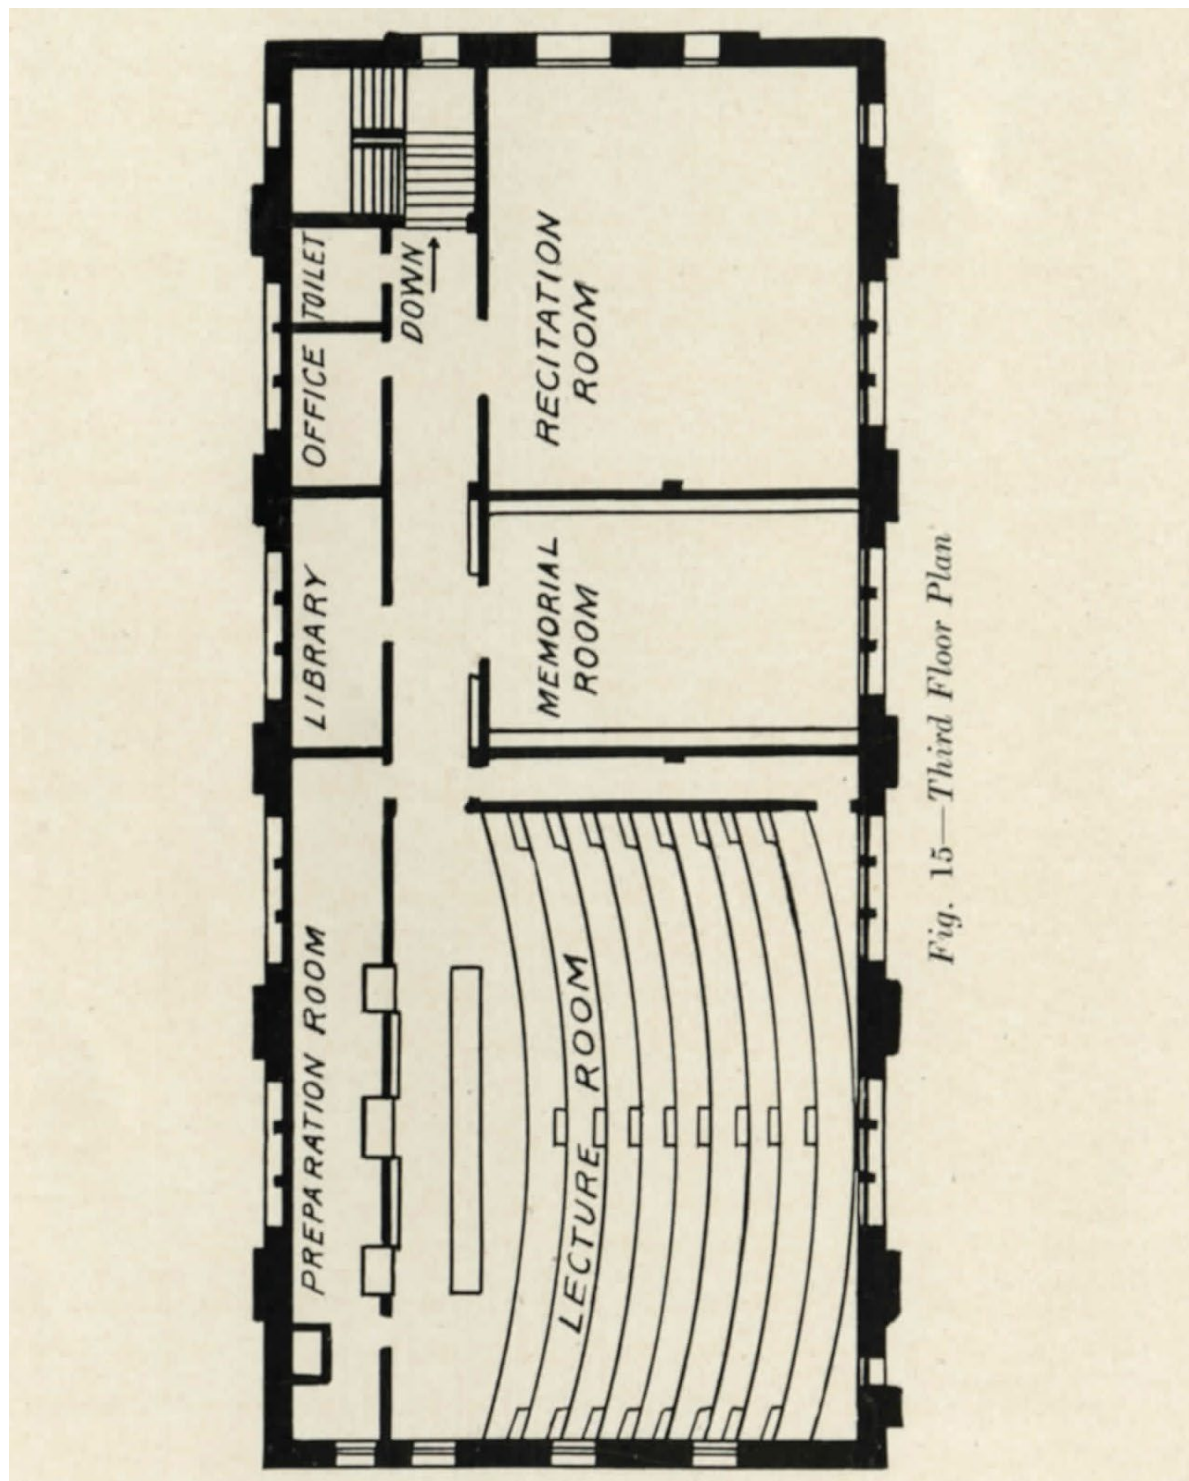 PREPARATION ROOM
LIBRARY
OFFICE
TOILET
DOWN
LECTURE ROOM
MEMORIAL
ROOM
RECITATION
ROOM
Fig. 15—Third Floor Plan